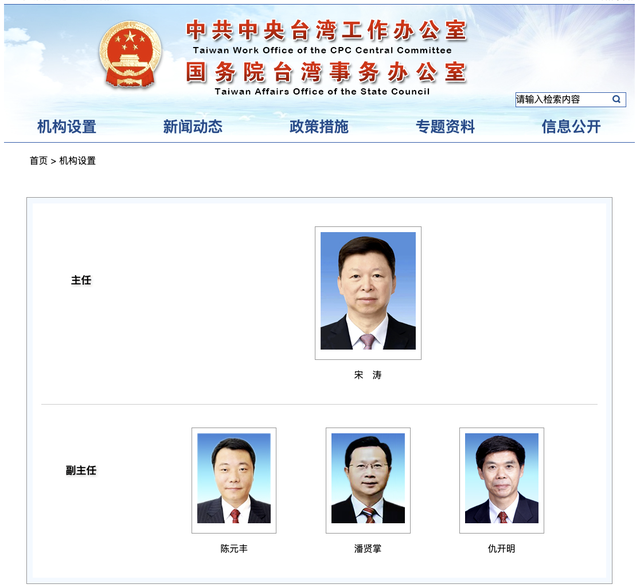 中共中央台湾工作办公室
Taiwan Work Office of the CPC Central Committee
国务院台湾事务办公室
Taiwan Affairs Office of the State Council
请输入检索内容
机构设置 新闻动态 政策措施 专题资料 信息公开
首页 > 机构设置
主任
宋　涛
副主任
陈元丰 潘贤掌 仇开明